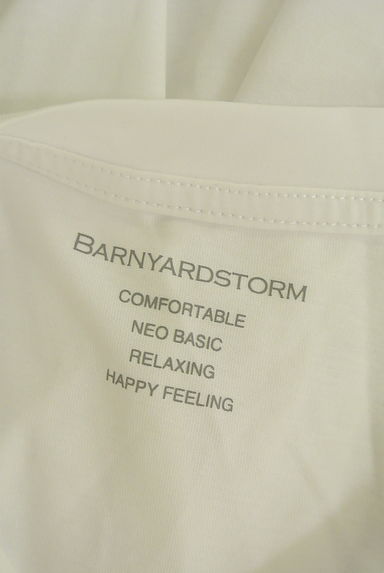 BARNYARDSTORM
COMFORTABLE
NEO BASIC
RELAXING
HAPPY FEELING